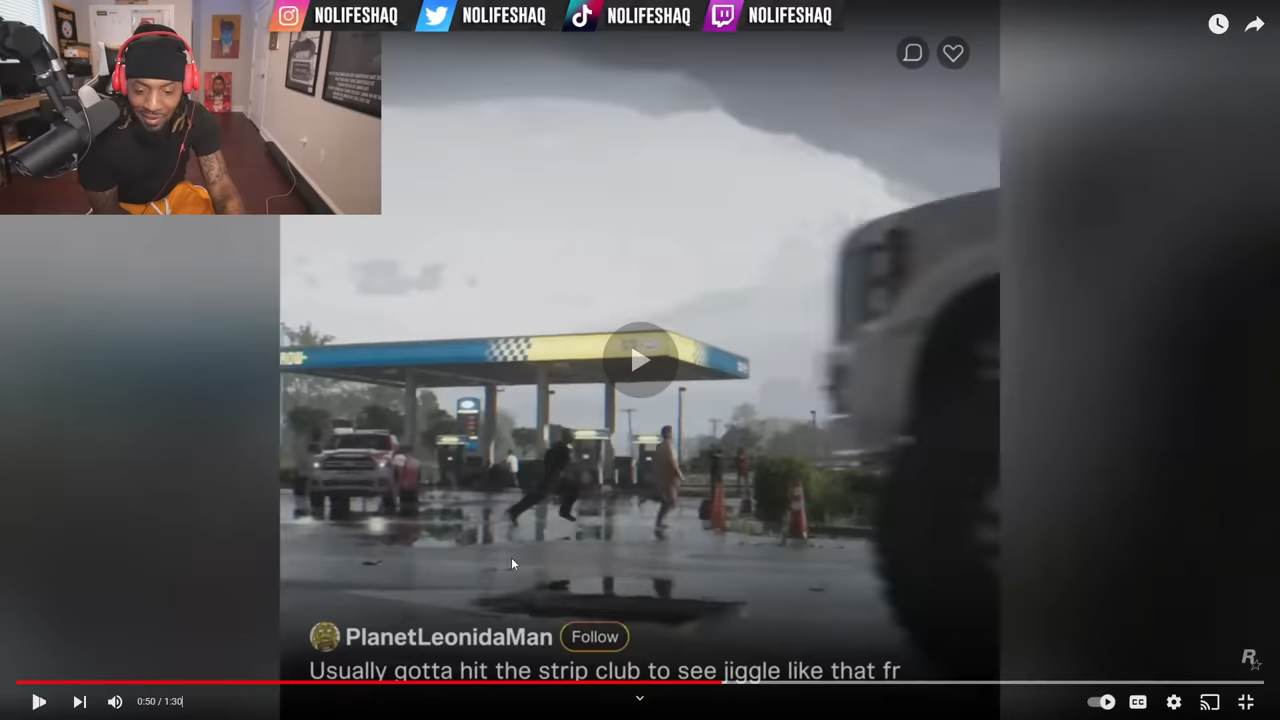 NOLIFESHAQ NOLIFESHAQ NOLIFESHAQ NOLIFESHAQ
PlanetLeonidaMan Follow
Usually gotta hit the strip club to see jiggle like that fr
R
0:50 / 1:30
CC